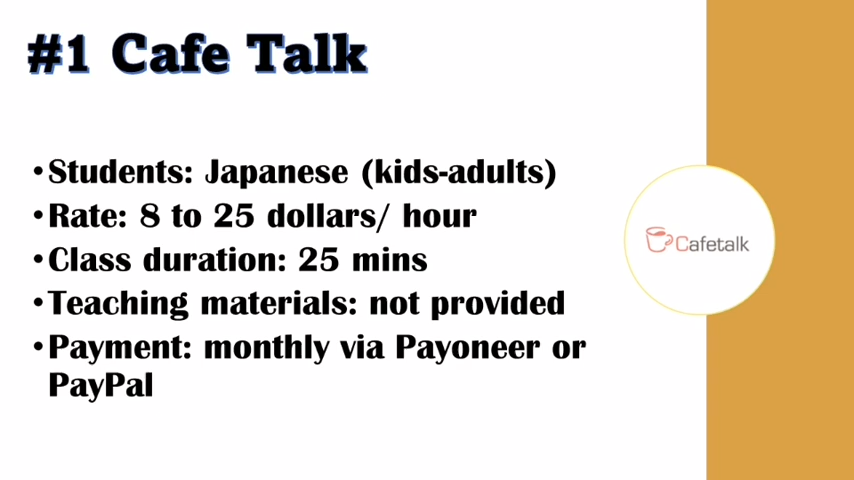 #1 Cafe Talk
•Students: Japanese (kids-adults)
•Rate: 8 to 25 dollars/ hour
•Class duration: 25 mins
•Teaching materials: not provided
•Payment: monthly via Payoneer or
PayPal
Cafetalk